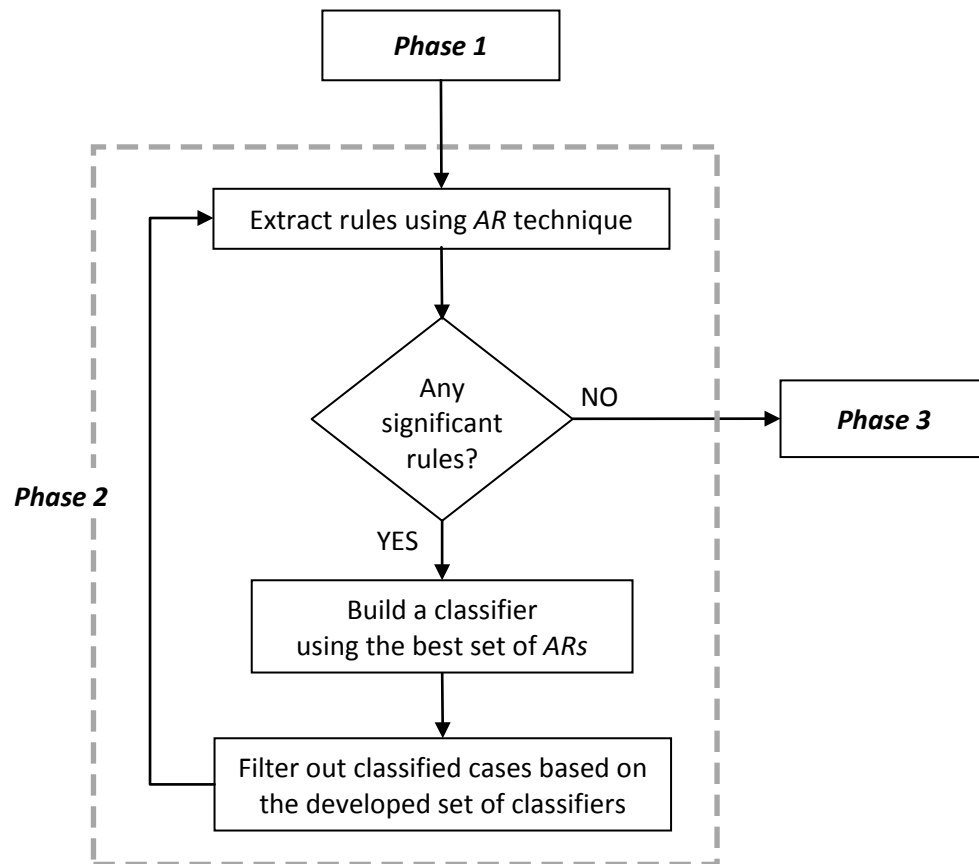 Phase 1
Extract rules using AR technique
Any
significant
rules?
NO
Phase 3
Phase 2
YES
Build a classifier
using the best set of ARs
Filter out classified cases based on
the developed set of classifiers